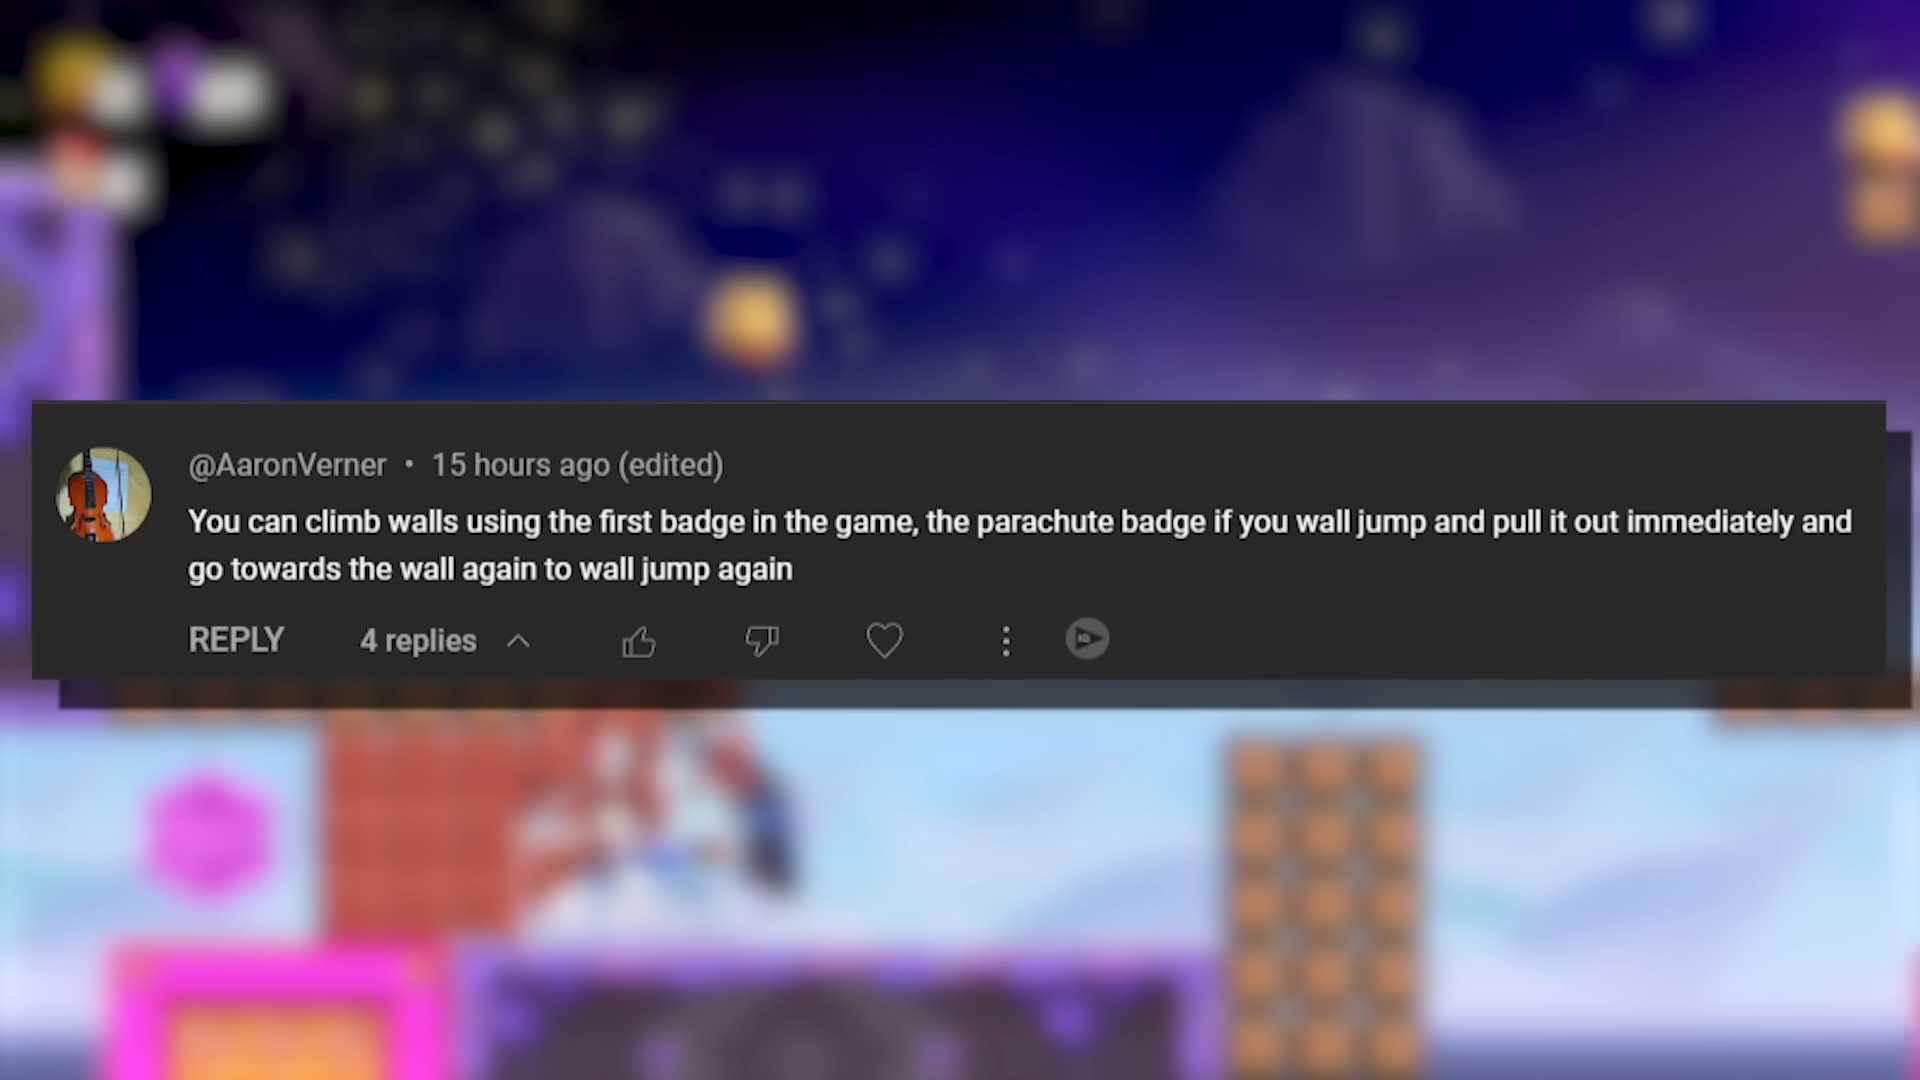 @AaronVerner • 15 hours ago (edited)
You can climb walls using the first badge in the game, the parachute badge if you wall jump and pull it out immediately and
go towards the wall again to wall jump again
REPLY 4 replies
IQ